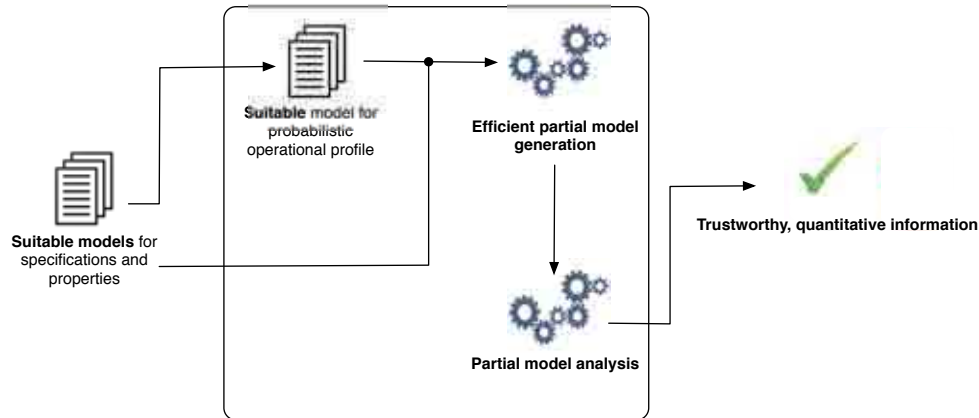 Suitable model for
probabilistic
operational profile
Efficient partial model
generation
Suitable models for
specifications and
properties
Trustworthy, quantitative information
Partial model analysis